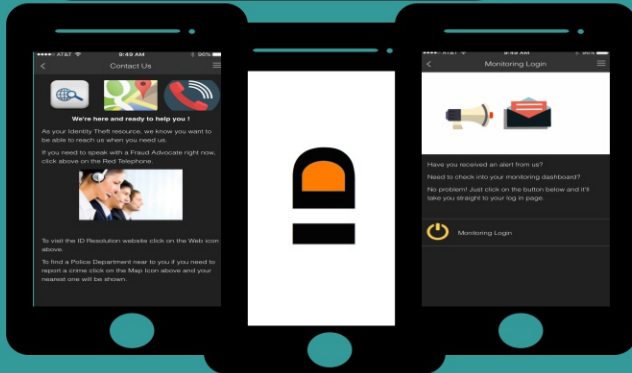 AT&T 9:49 AM 96%
Contact Us
We're here and ready to help you !
As your Identity Theft resource, we know you want to
be able to reach us when you need us.
If you need to speak with a Fraud Advocate right now,
click above on the Red Telephone.
To visit the ID Resolution website click on the Web icon
above.
To find a Police Department near to you if you need to
report a crime click on the Map Icon above and your
nearest one will be shown.
ID
AT&T 9:49 AM 96%
Monitoring Login
Have you received an alert from us?
Need to check into your monitoring dashboard?
No problem! Just click on the button below and it'll
take you straight to your log in page.
Monitoring Login